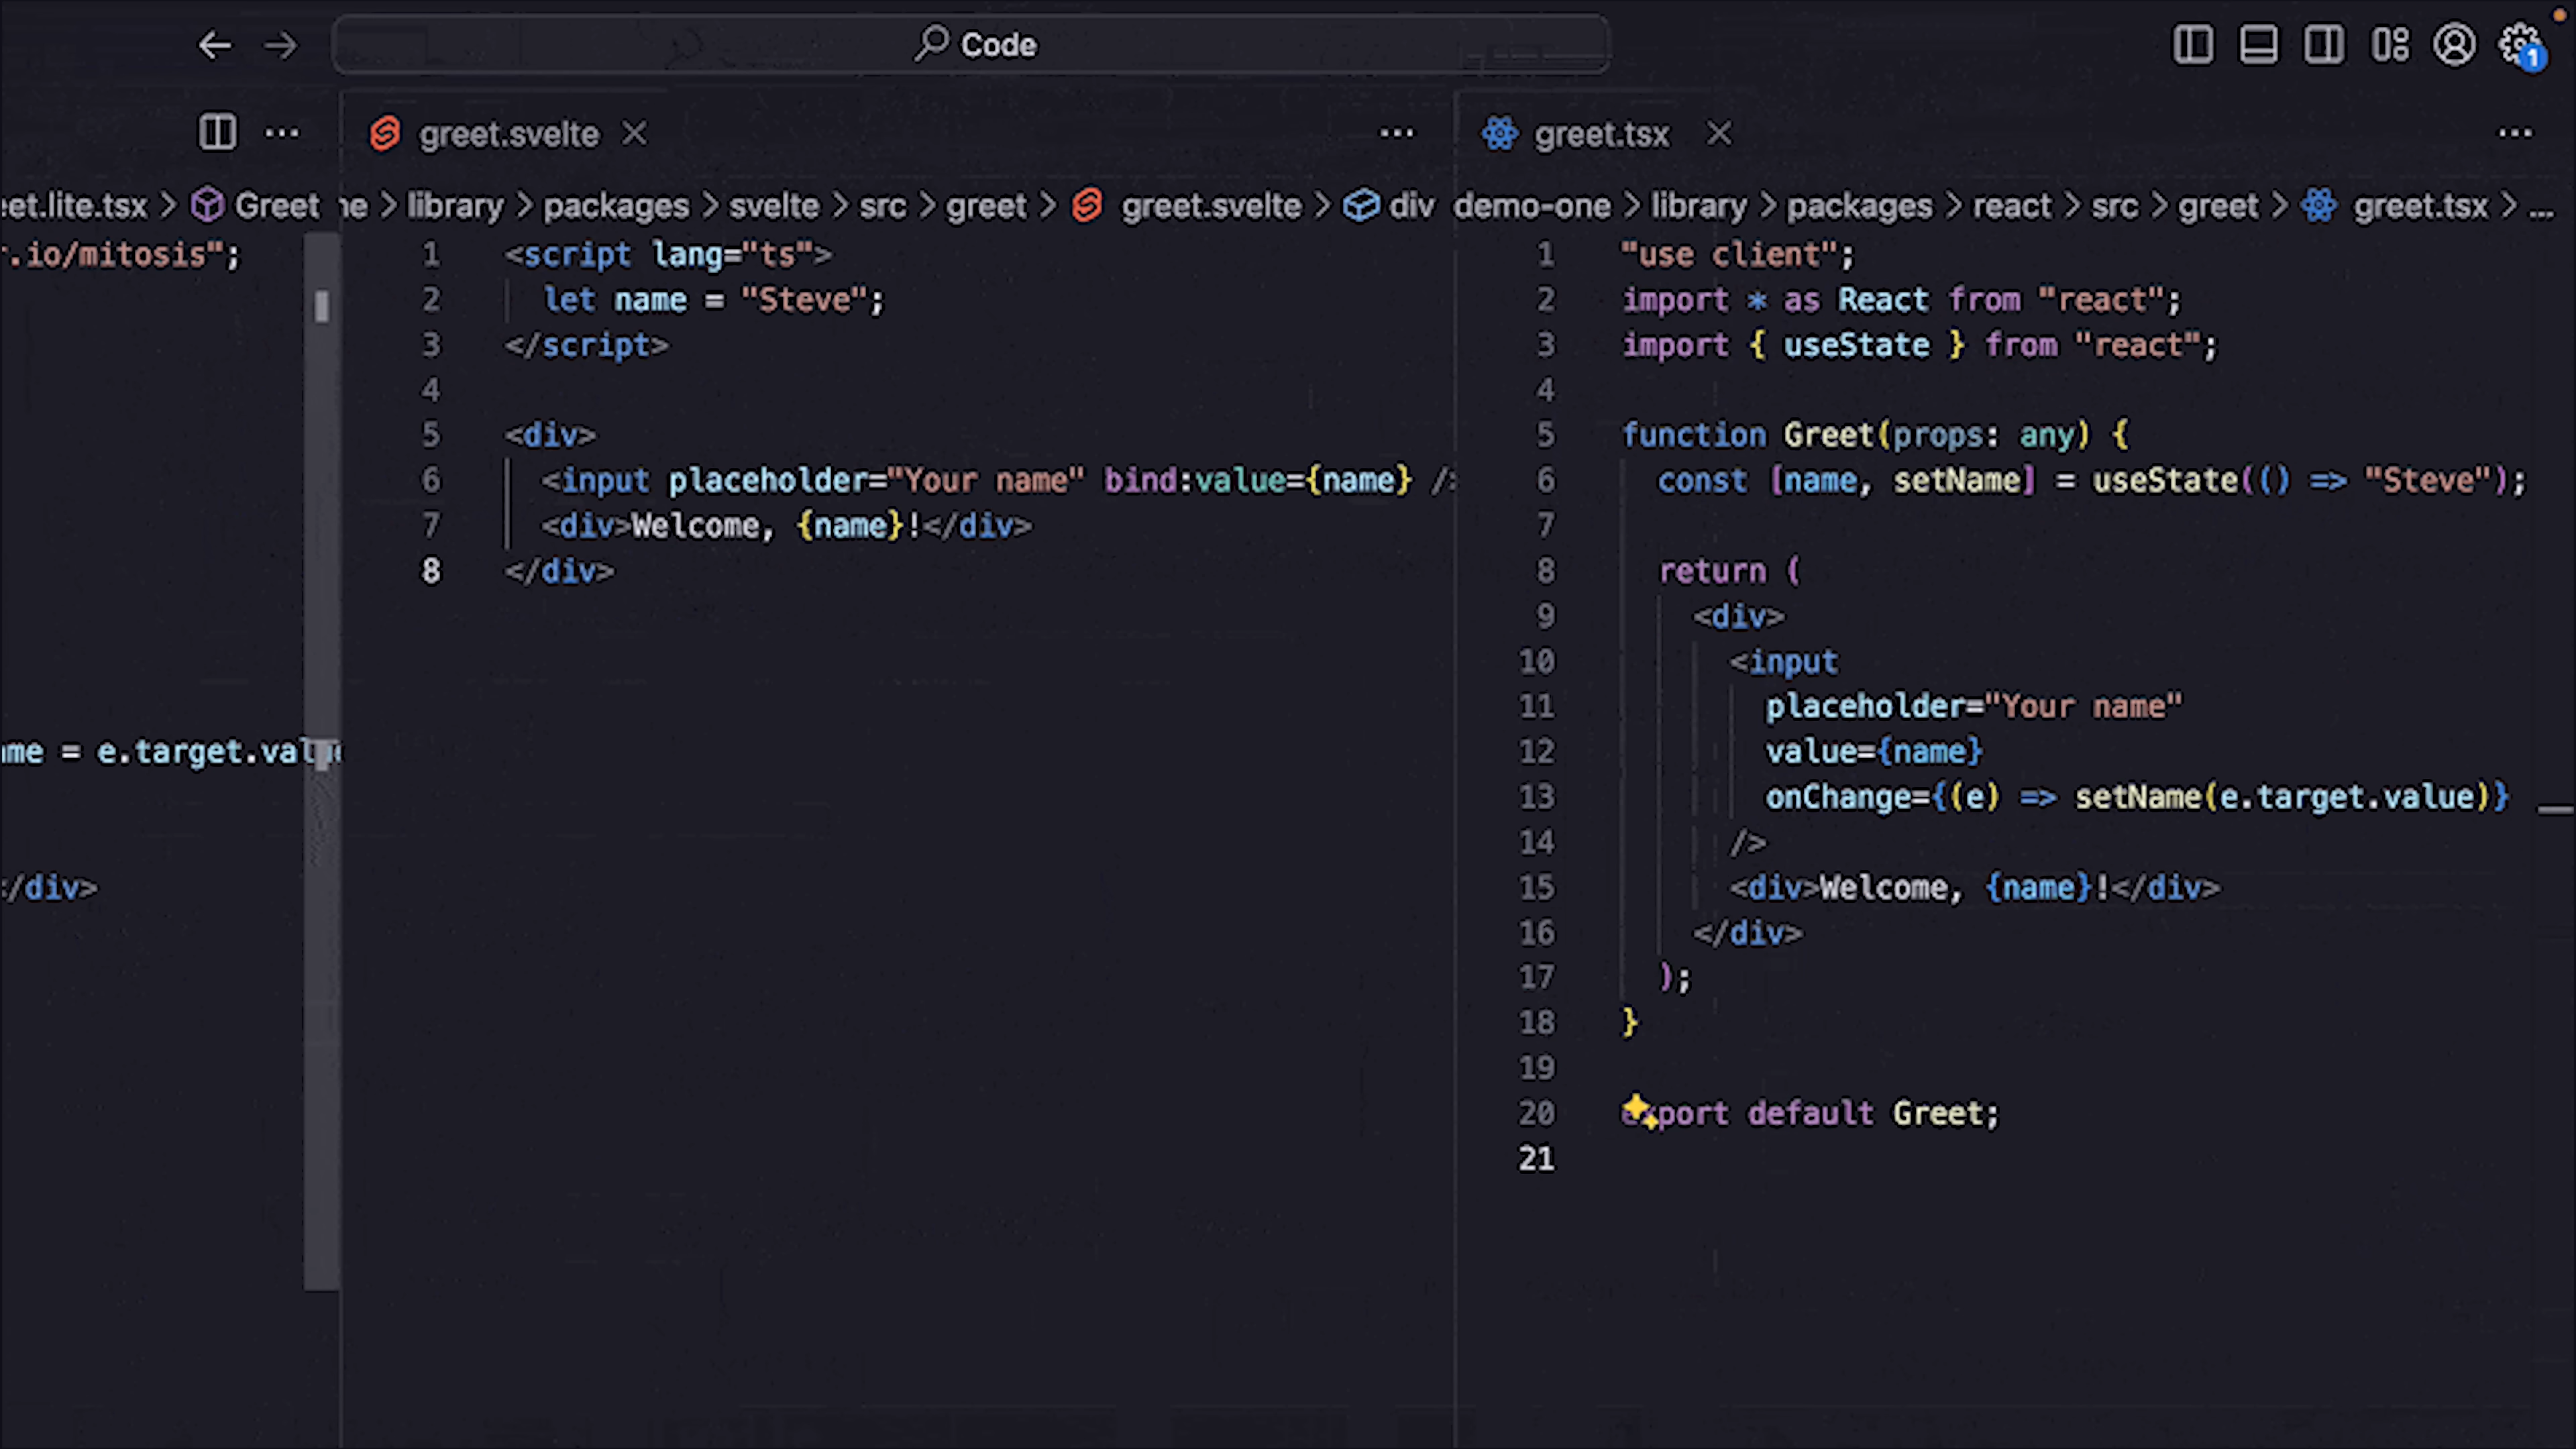 Code
1
greet.svelte
greet.tsx
eet.lite.tsx > Greet
ne > library > packages > svelte > src > greet > greet.svelte > div
demo-one > library > packages > react > src > greet > greet.tsx > ...
r.io/mitosis";
ame = e.target.value
</div>
1 <script lang="ts">
2 let name = "Steve";
3 </script>
4
5 <div>
6 <input placeholder="Your name" bind:value={name} />
7 <div>Welcome, {name}!</div>
8 </div>
1 "use client";
2 import * as React from "react";
3 import { useState } from "react";
4
5 function Greet(props: any) {
6 const [name, setName] = useState(() => "Steve");
7
8 return (
9 <div>
10 <input
11 placeholder="Your name"
12 value={name}
13 onChange={(e) => setName(e.target.value)}
14 />
15 <div>Welcome, {name}!</div>
16 </div>
17 );
18 }
19
20 export default Greet;
21